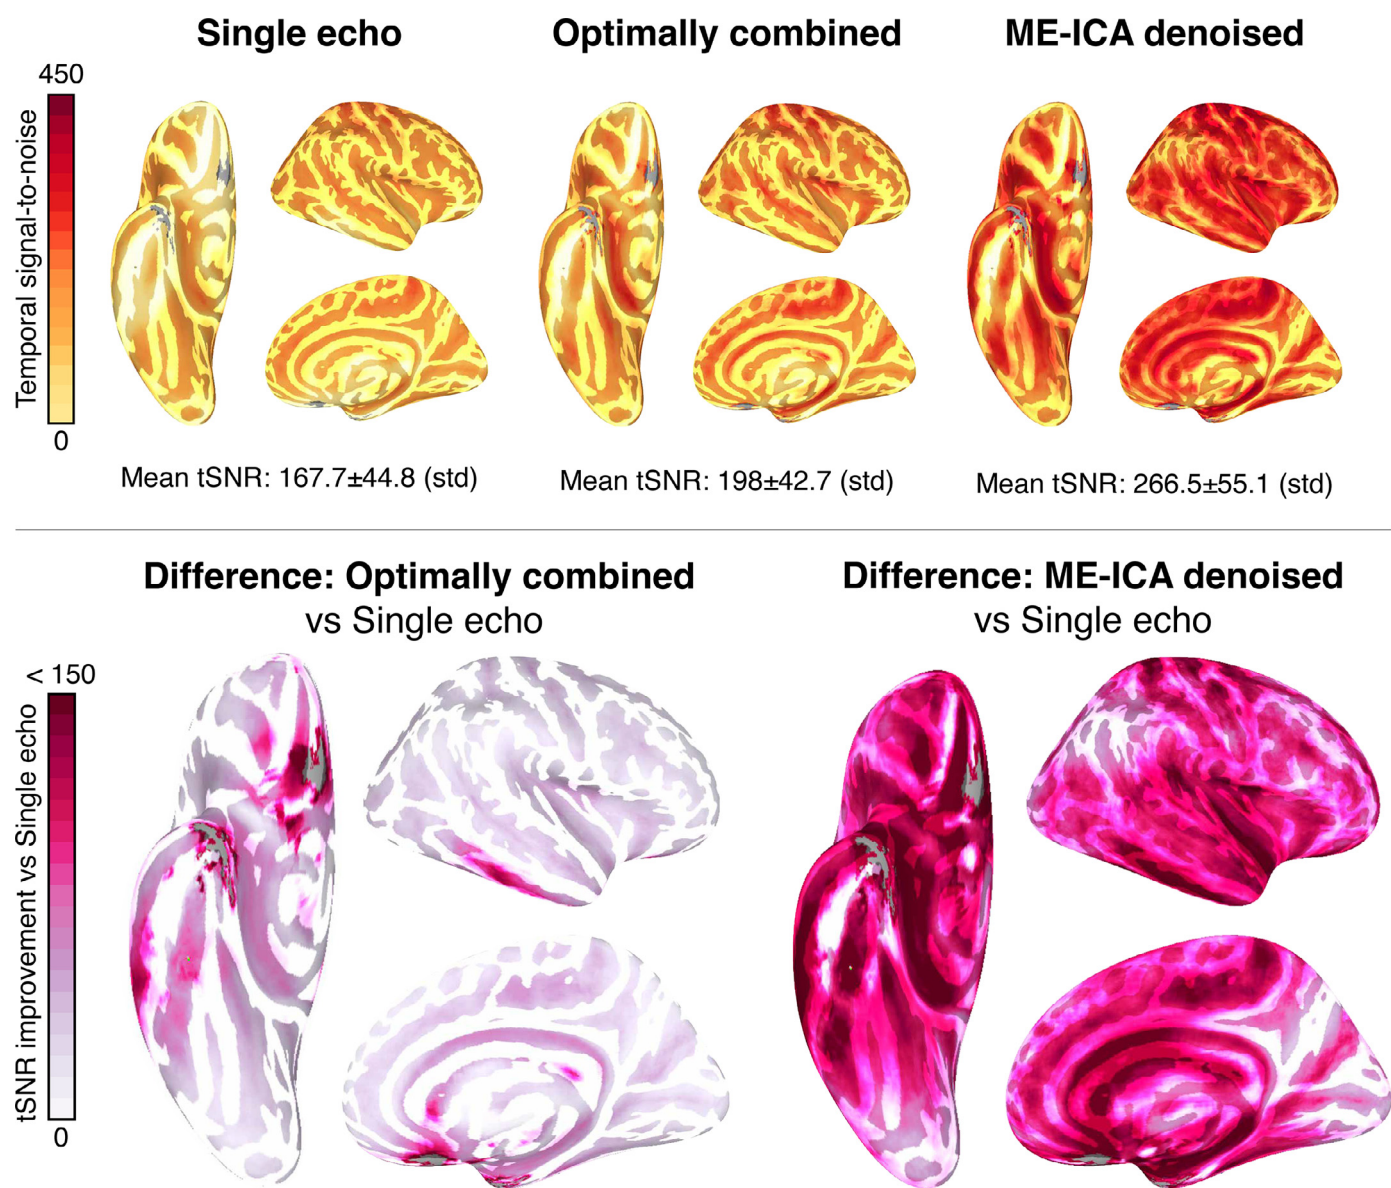 Single echo
Optimally combined
ME-ICA denoised
450
Temporal signal-to-noise
0
Mean tSNR: 167.7±44.8 (std)
Mean tSNR: 198±42.7 (std)
Mean tSNR: 266.5±55.1 (std)
Difference: Optimally combined
vs Single echo
Difference: ME-ICA denoised
vs Single echo
< 150
tSNR improvement vs Single echo
0